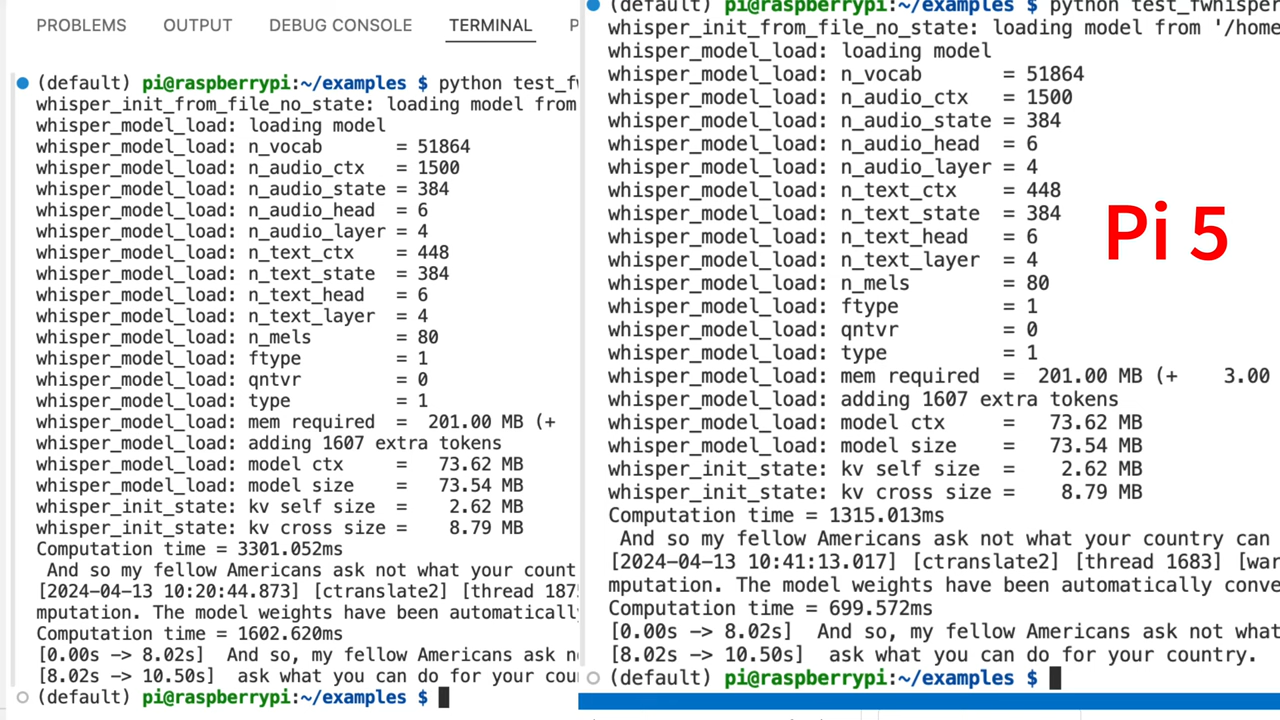 PROBLEMS OUTPUT DEBUG CONSOLE TERMINAL P
(default) pi@raspberrypi:~/examples $ python test_fw
whisper_init_from_file_no_state: loading model from
whisper_model_load: loading model
whisper_model_load: n_vocab = 51864
whisper_model_load: n_audio_ctx = 1500
whisper_model_load: n_audio_state = 384
whisper_model_load: n_audio_head = 6
whisper_model_load: n_audio_layer = 4
whisper_model_load: n_text_ctx = 448
whisper_model_load: n_text_state = 384
whisper_model_load: n_text_head = 6
whisper_model_load: n_text_layer = 4
whisper_model_load: n_mels = 80
whisper_model_load: ftype = 1
whisper_model_load: qntvr = 0
whisper_model_load: type = 1
whisper_model_load: mem required = 201.00 MB (+
whisper_model_load: adding 1607 extra tokens
whisper_model_load: model ctx = 73.62 MB
whisper_model_load: model size = 73.54 MB
whisper_init_state: kv self size = 2.62 MB
whisper_init_state: kv cross size = 8.79 MB
Computation time = 3301.052ms
And so my fellow Americans ask not what your count
[2024-04-13 10:20:44.873] [ctranslate2] [thread 187
mputation. The model weights have been automatically
Computation time = 1602.620ms
[0.00s -> 8.02s] And so, my fellow Americans ask n
[8.02s -> 10.50s] ask what you can do for your cou
(default) pi@raspberrypi:~/examples $
(default) pi@raspberrypi:~/examples $ python test_fwhisper
whisper_init_from_file_no_state: loading model from '/home
whisper_model_load: loading model
whisper_model_load: n_vocab = 51864
whisper_model_load: n_audio_ctx = 1500
whisper_model_load: n_audio_state = 384
whisper_model_load: n_audio_head = 6
whisper_model_load: n_audio_layer = 4
whisper_model_load: n_text_ctx = 448
whisper_model_load: n_text_state = 384
whisper_model_load: n_text_head = 6
whisper_model_load: n_text_layer = 4
whisper_model_load: n_mels = 80
whisper_model_load: ftype = 1
whisper_model_load: qntvr = 0
whisper_model_load: type = 1
whisper_model_load: mem required = 201.00 MB (+ 3.00
whisper_model_load: adding 1607 extra tokens
whisper_model_load: model ctx = 73.62 MB
whisper_model_load: model size = 73.54 MB
whisper_init_state: kv self size = 2.62 MB
whisper_init_state: kv cross size = 8.79 MB
Computation time = 1315.013ms
And so my fellow Americans ask not what your country can
[2024-04-13 10:41:13.017] [ctranslate2] [thread 1683] [war
mputation. The model weights have been automatically conve
Computation time = 699.572ms
[0.00s -> 8.02s] And so, my fellow Americans ask not what
[8.02s -> 10.50s] ask what you can do for your country.
(default) pi@raspberrypi:~/examples $
Pi 5